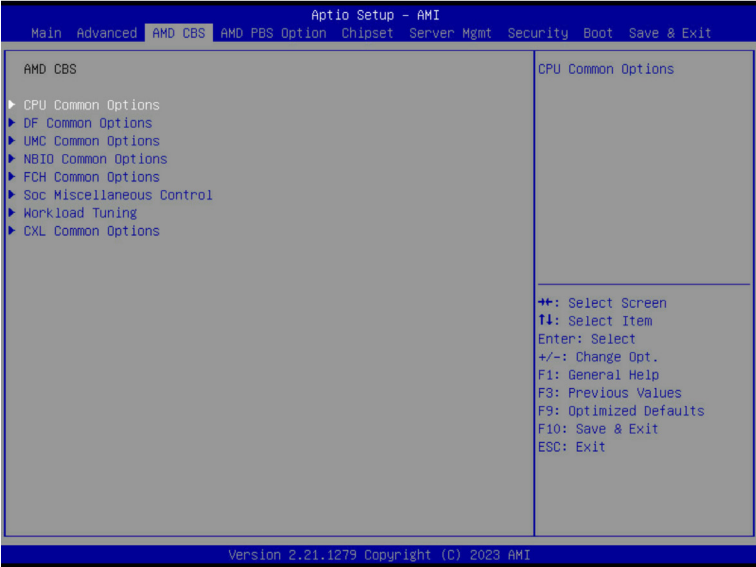 Aptio Setup - AMI
Main Advanced AMD CBS AMD PBS Option Chipset Server Mgmt Security Boot Save & Exit
AMD CBS
CPU Common Options
DF Common Options
UMC Common Options
NBIO Common Options
FCH Common Options
Soc Miscellaneous Control
Workload Tuning
CXL Common Options
CPU Common Options
→←: Select Screen
↑↓: Select Item
Enter: Select
+/-: Change Opt.
F1: General Help
F3: Previous Values
F9: Optimized Defaults
F10: Save & Exit
ESC: Exit
Version 2.21.1279 Copyright (C) 2023 AMI